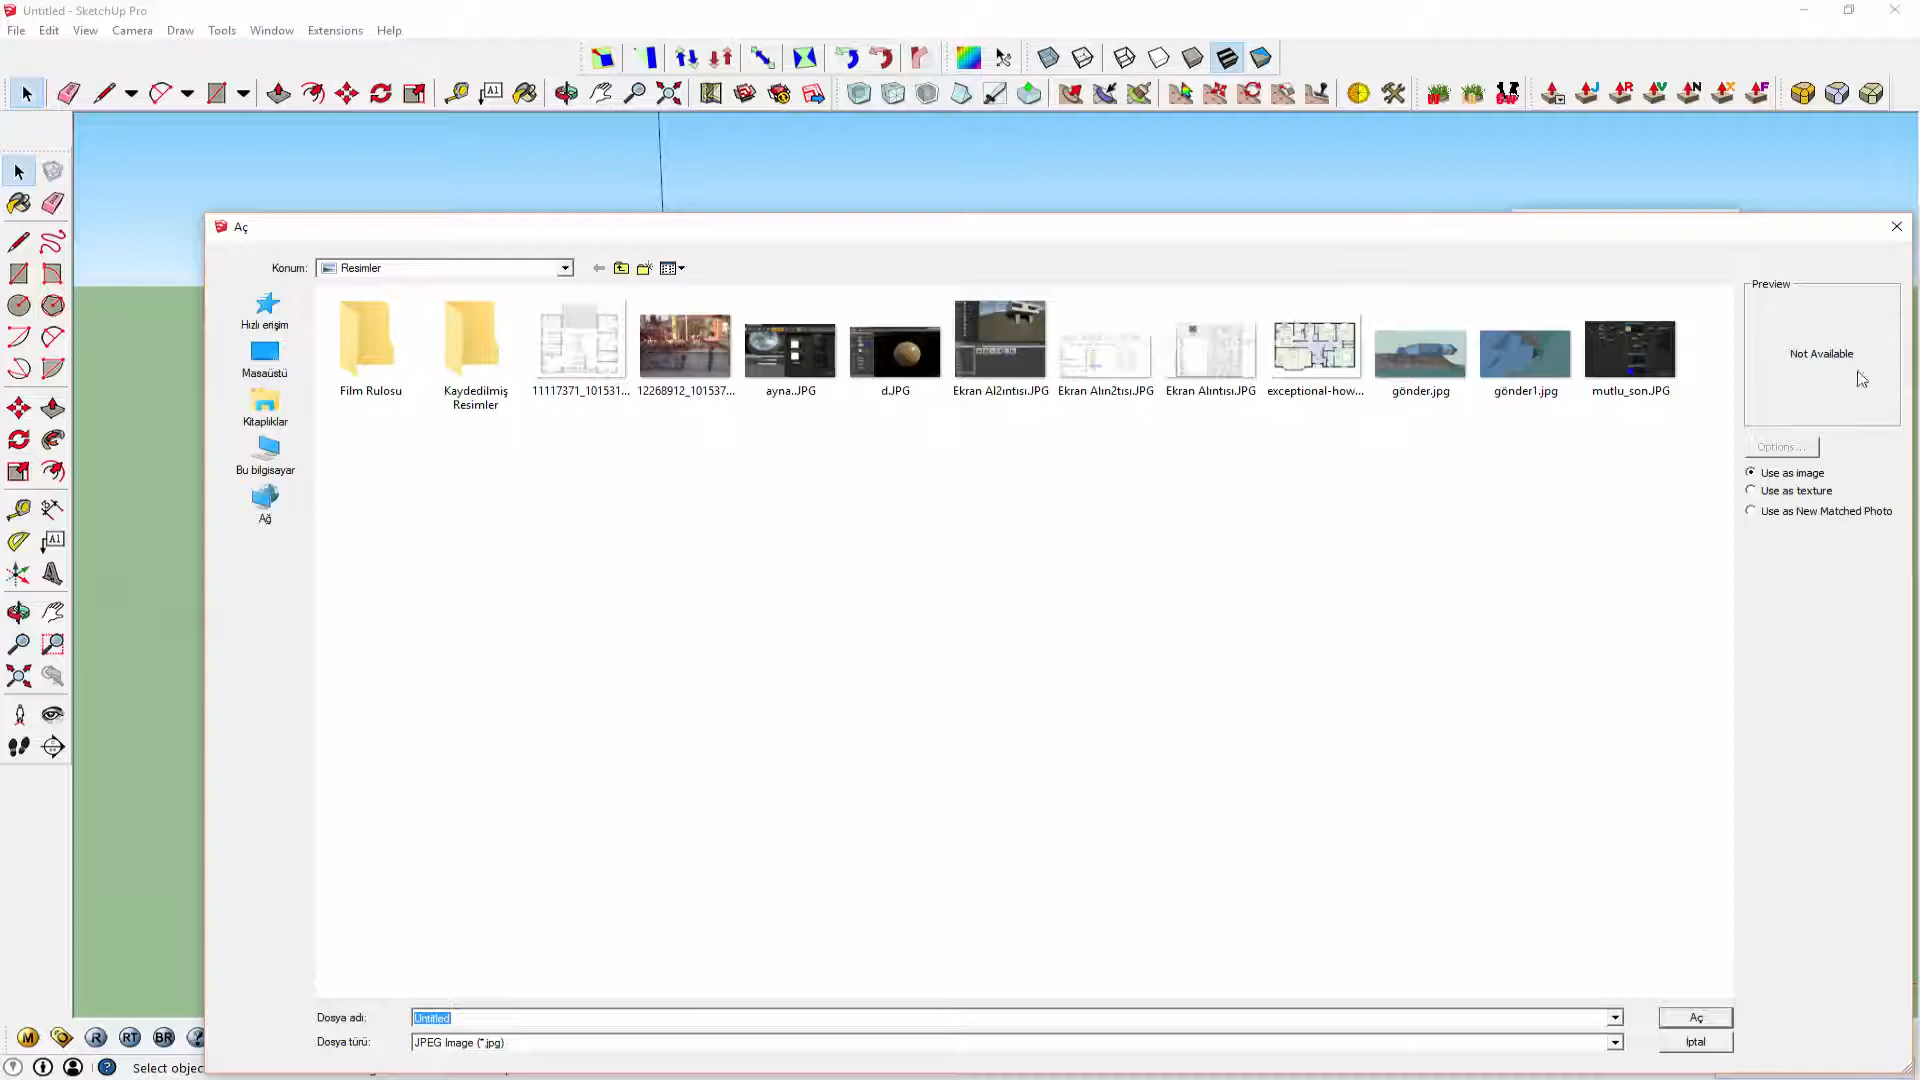 Untitled - SketchUp Pro
File Edit View Camera Draw Tools Window Extensions Help
Aç
Konum: Resimler
Hızlı erişim
Masaüstü
Kitaplıklar
Bu bilgisayar
Ağ
Film Rulosu
Kaydedilmiş
Resimler
11117371_101531...
12268912_101537...
ayna..JPG
d.JPG
Ekran Al2ıntısı.JPG
Ekran Alın2tısı.JPG
Ekran Alıntısı.JPG
exceptional-how...
gönder.jpg
gönder1.jpg
mutlu_son.JPG
Preview
Not Available
Options...
Use as image
Use as texture
Use as New Matched Photo
Dosya adı: Untitled
Aç
Dosya türü: JPEG Image (*.jpg)
İptal
M R RT BR
Select objec